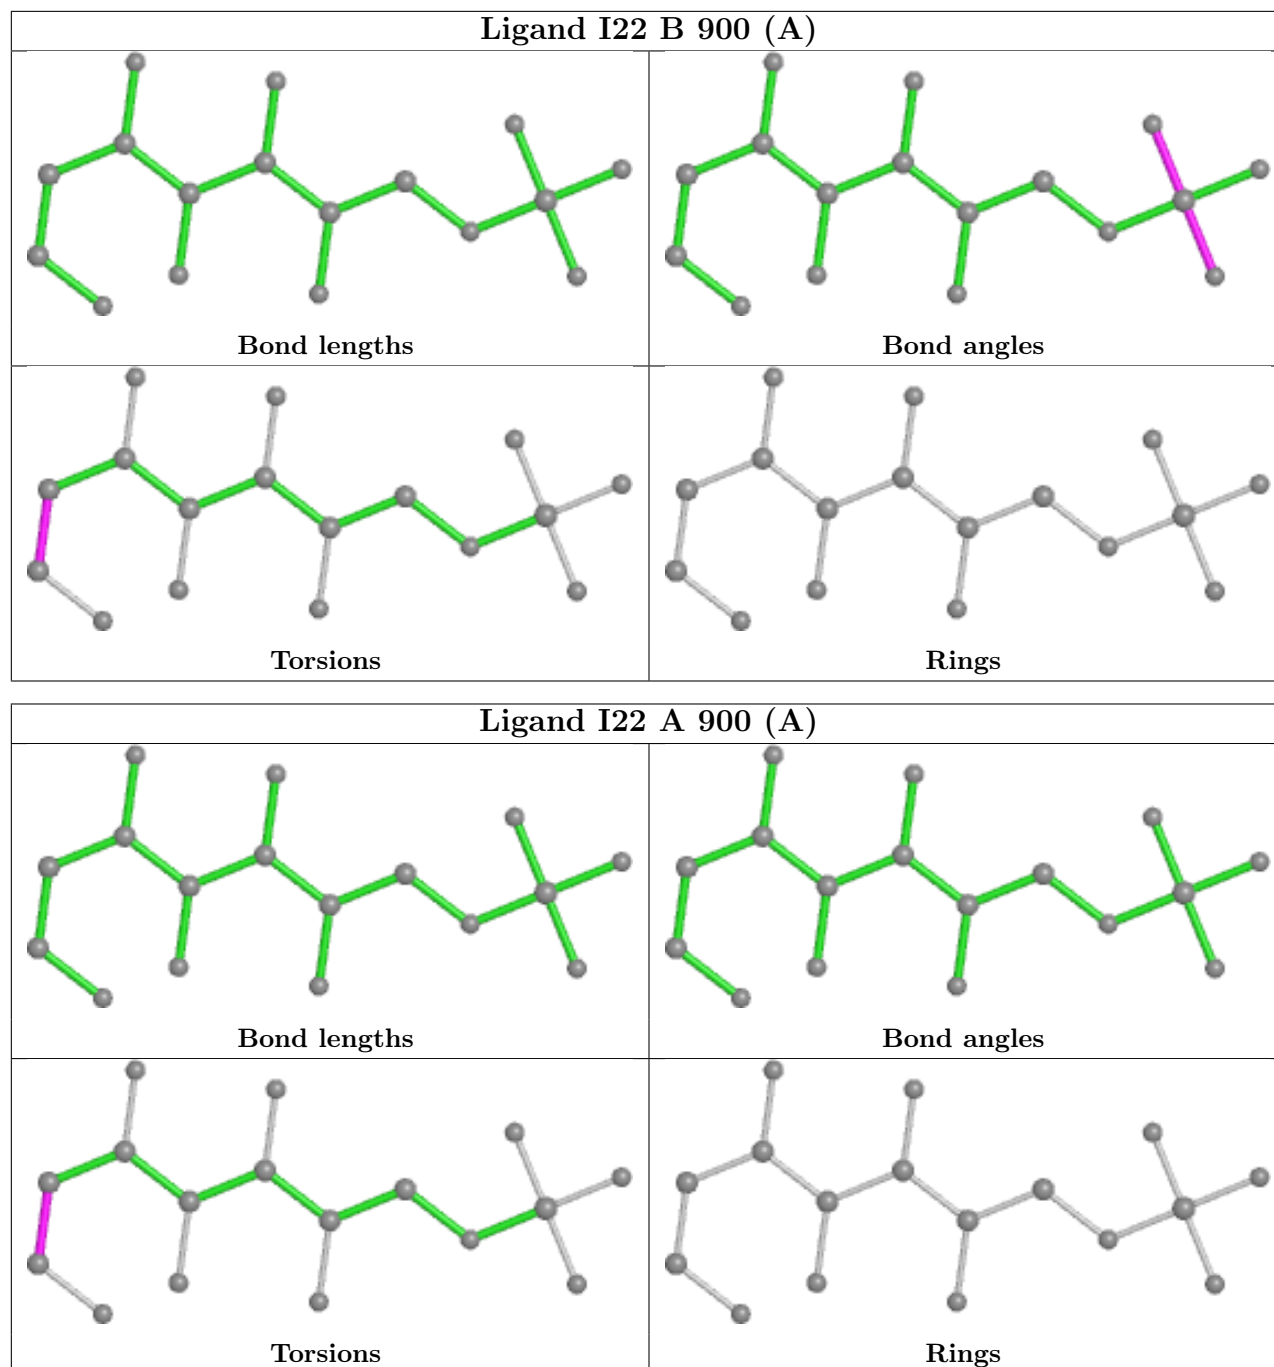 Ligand I22 B 900 (A)
Bond lengths
Bond angles
Torsions
Rings
Ligand I22 A 900 (A)
Bond lengths
Bond angles
Torsions
Rings